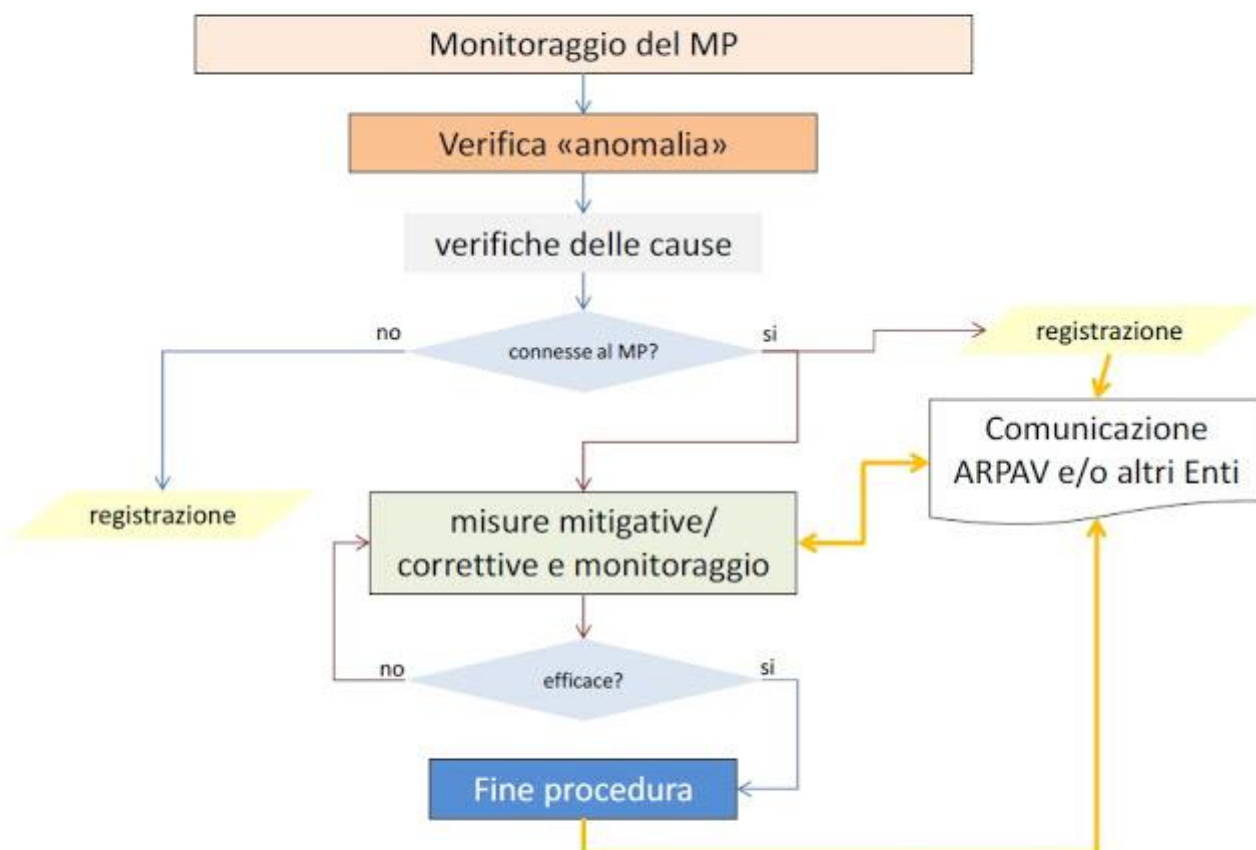 Monitoraggio del MP
Verifica «anomalia»
verifiche delle cause
no
connesse al MP?
si
registrazione
Comunicazione
ARPAV e/o altri Enti
registrazione
misure mitigative/
correttive e monitoraggio
no
efficace?
si
Fine procedura